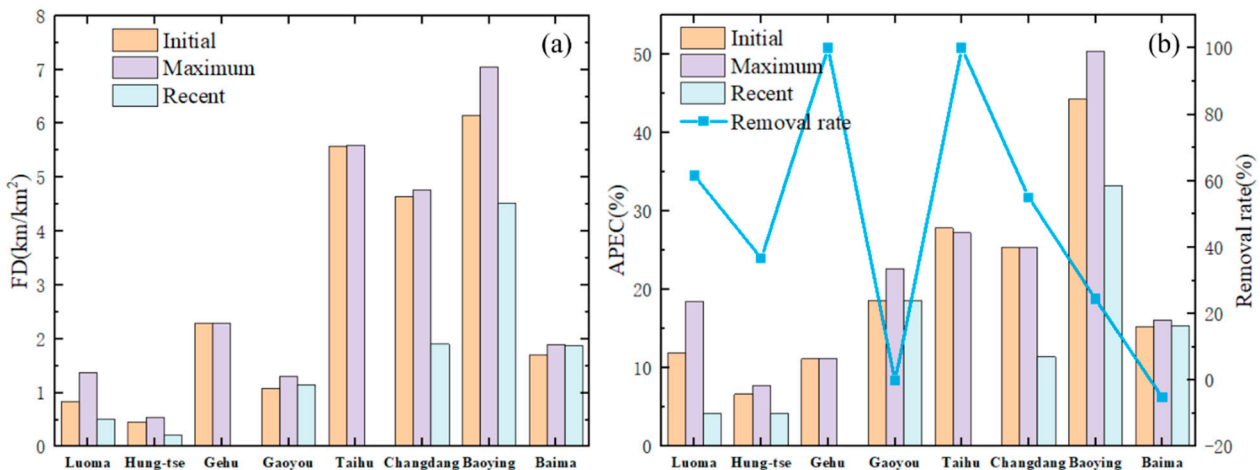 (a)
Initial
Maximum
Recent
FD(km/km²)
8
7
6
5
4
3
2
1
0
Luoma Hung-tse Gehu Gaoyou Taihu Changdang Baoying Baima
(b)
Initial
Maximum
Recent
Removal rate
APEC(%)
50
40
30
20
10
0
Removal rate(%)
100
80
60
40
20
0
−20
Luoma Hung-tse Gehu Gaoyou Taihu Changdang Baoying Baima